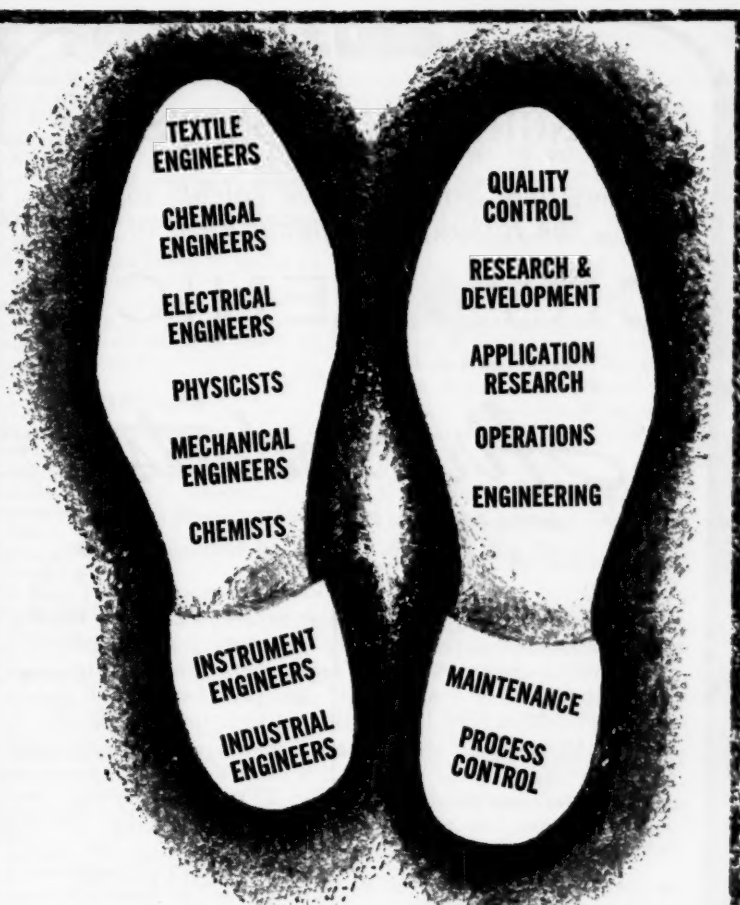 TEXTILE
ENGINEERS
CHEMICAL
ENGINEERS
ELECTRICAL
ENGINEERS
PHYSICISTS
MECHANICAL
ENGINEERS
CHEMISTS
INSTRUMENT
ENGINEERS
INDUSTRIAL
ENGINEERS
QUALITY
CONTROL
RESEARCH &
DEVELOPMENT
APPLICATION
RESEARCH
OPERATIONS
ENGINEERING
MAINTENANCE
PROCESS
CONTROL